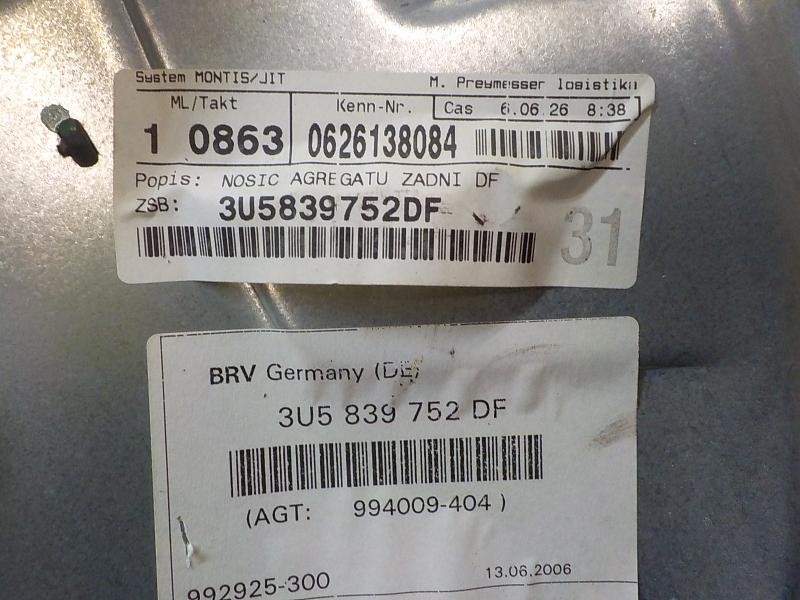 System MONTIS/JIT M. Preymesser logistika
ML/Takt Kenn-Nr. Cas 6.06.26 8:38
1 0863 0626138084
Popis: NOSIC AGREGATU ZADNI DF
ZSB: 3U5839752DF
31
BRV Germany (DE)
3U5 839 752 DF
(AGT: 994009-404 )
992925-300 13.06.2006